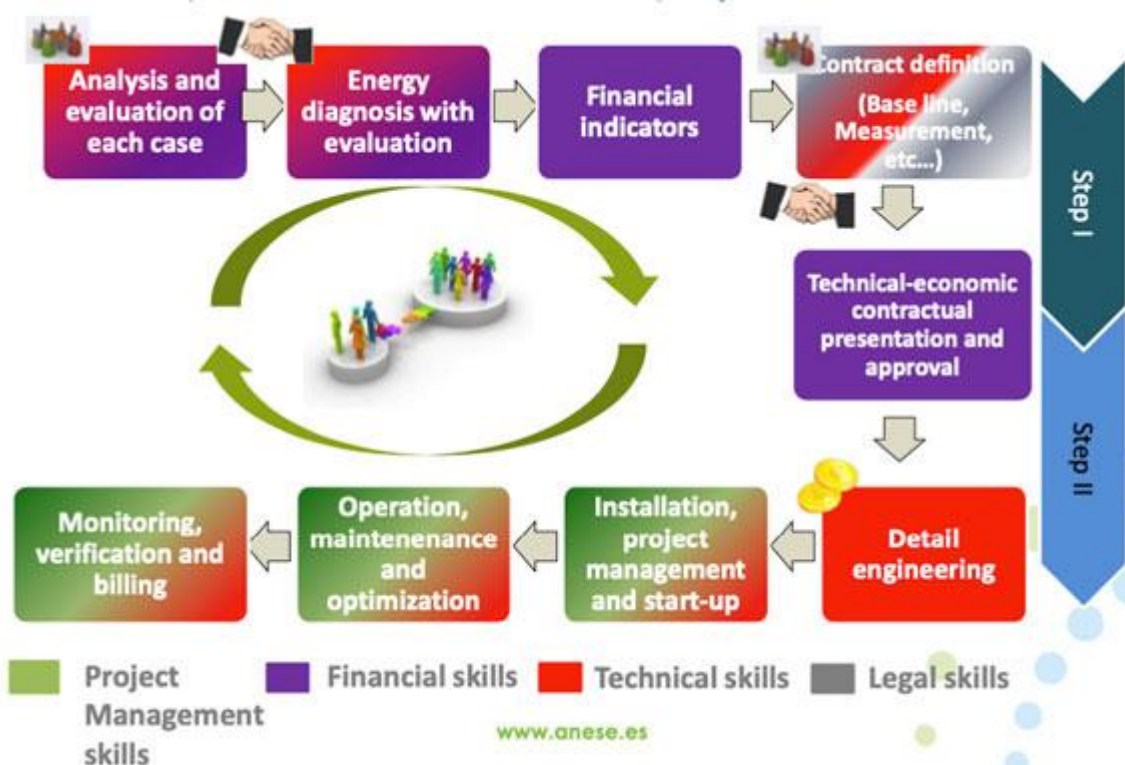 Analysis and
evaluation of
each case
Energy
diagnosis with
evaluation
Financial
indicators
Contract definition
(Base line,
Measurement,
etc...)
Step I
Technical-economic
contractual
presentation and
approval
Step II
Monitoring,
verification and
billing
Operation,
maintenenance
and
optimization
Installation,
project
management
and start-up
Detail
engineering
Project
Management
skills
Financial skills
Technical skills
Legal skills
www.anese.es